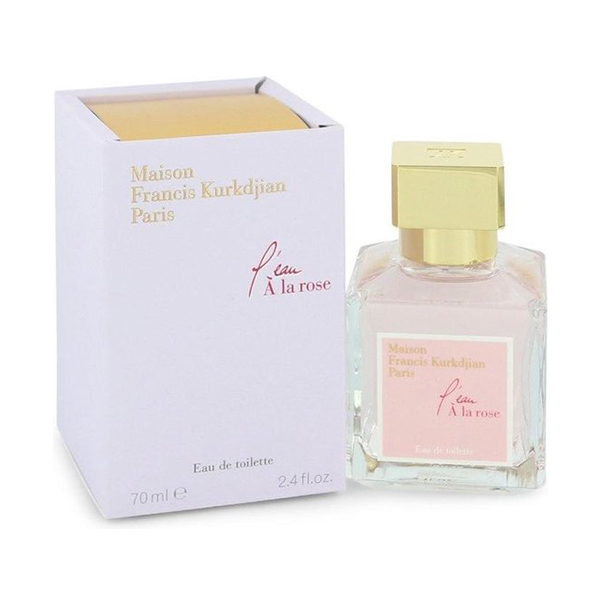 Maison
Francis Kurkdjian
Paris
l'eau
À la rose
Eau de toilette
70 ml ℮
2.4 fl.oz.
Maison
Francis Kurkdjian
Paris
l'eau
À la rose
Eau de toilette